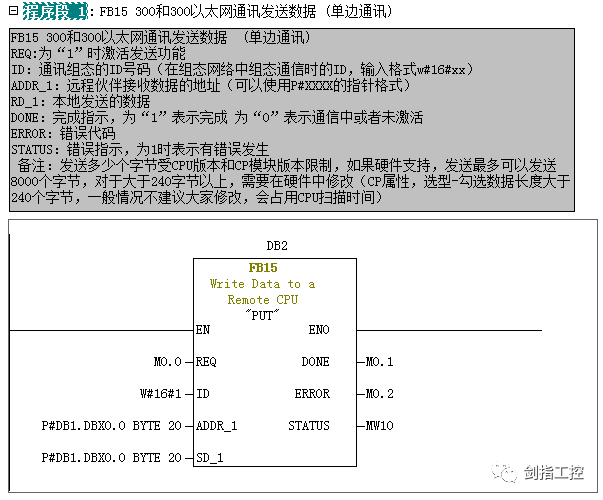 程序段 1：FB15 300和300以太网通讯发送数据 (单边通讯)
FB15 300和300以太网通讯发送数据 (单边通讯)
REQ:为“1”时激活发送功能
ID：通讯组态的ID号码（在组态网络中组态通信时的ID，输入格式w#16#xx）
ADDR_1：远程伙伴接收数据的地址（可以使用P#XXXX的指针格式）
RD_1：本地发送的数据
DONE：完成指示，为“1”表示完成 为“0”表示通信中或者未激活
ERROR：错误代码
STATUS：错误指示，为1时表示有错误发生
备注：发送多少个字节受CPU版本和CP模块版本限制，如果硬件支持，发送最多可以发送
8000个字节，对于大于240字节以上，需要在硬件中修改（CP属性，选型-勾选数据长度大于
240个字节，一般情况不建议大家修改，会占用CPU扫描时间）
DB2
FB15
Write Data to a
Remote CPU
"PUT"
EN ENO
M0.0 REQ DONE M0.1
W#16#1 ID ERROR M0.2
P#DB1.DBX0.0 BYTE 20 ADDR_1 STATUS MW10
P#DB1.DBX0.0 BYTE 20 SD_1
剑指工控